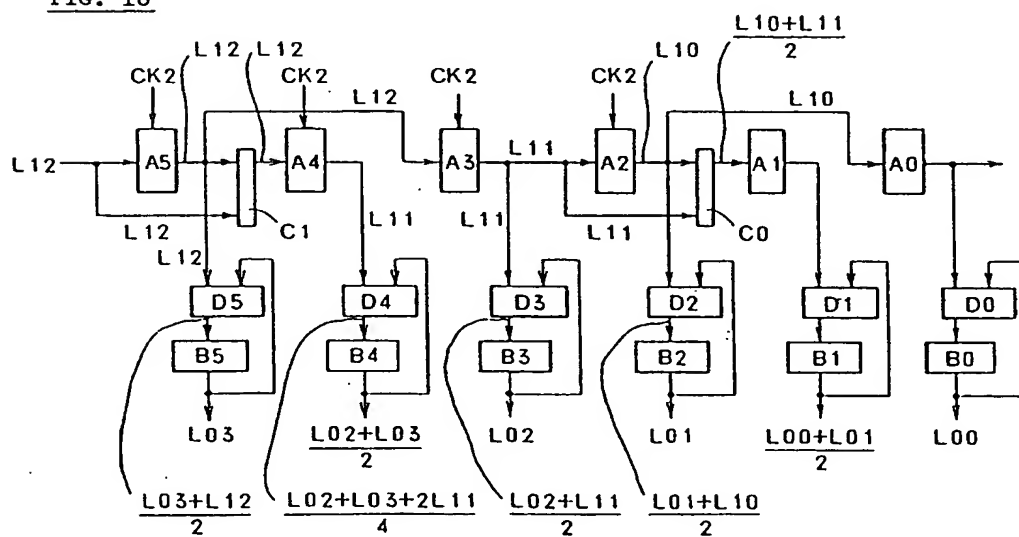 FIG. 16
L10+L11
2
L12 L12
L10
CK2 CK2 CK2 CK2
L12
L10
L12
A5 A4 A3 L11 A2 A1 A0
L12 C1 L11 L11 L11 C0
L12
D5 D4 D3 D2 D1 D0
B5 B4 B3 B2 B1 B0
L03 L02+L03 L02 L01 L00+L01 L00
2 2
L03+L12 L02+L03+2L11 L02+L11 L01+L10
2 4 2 2